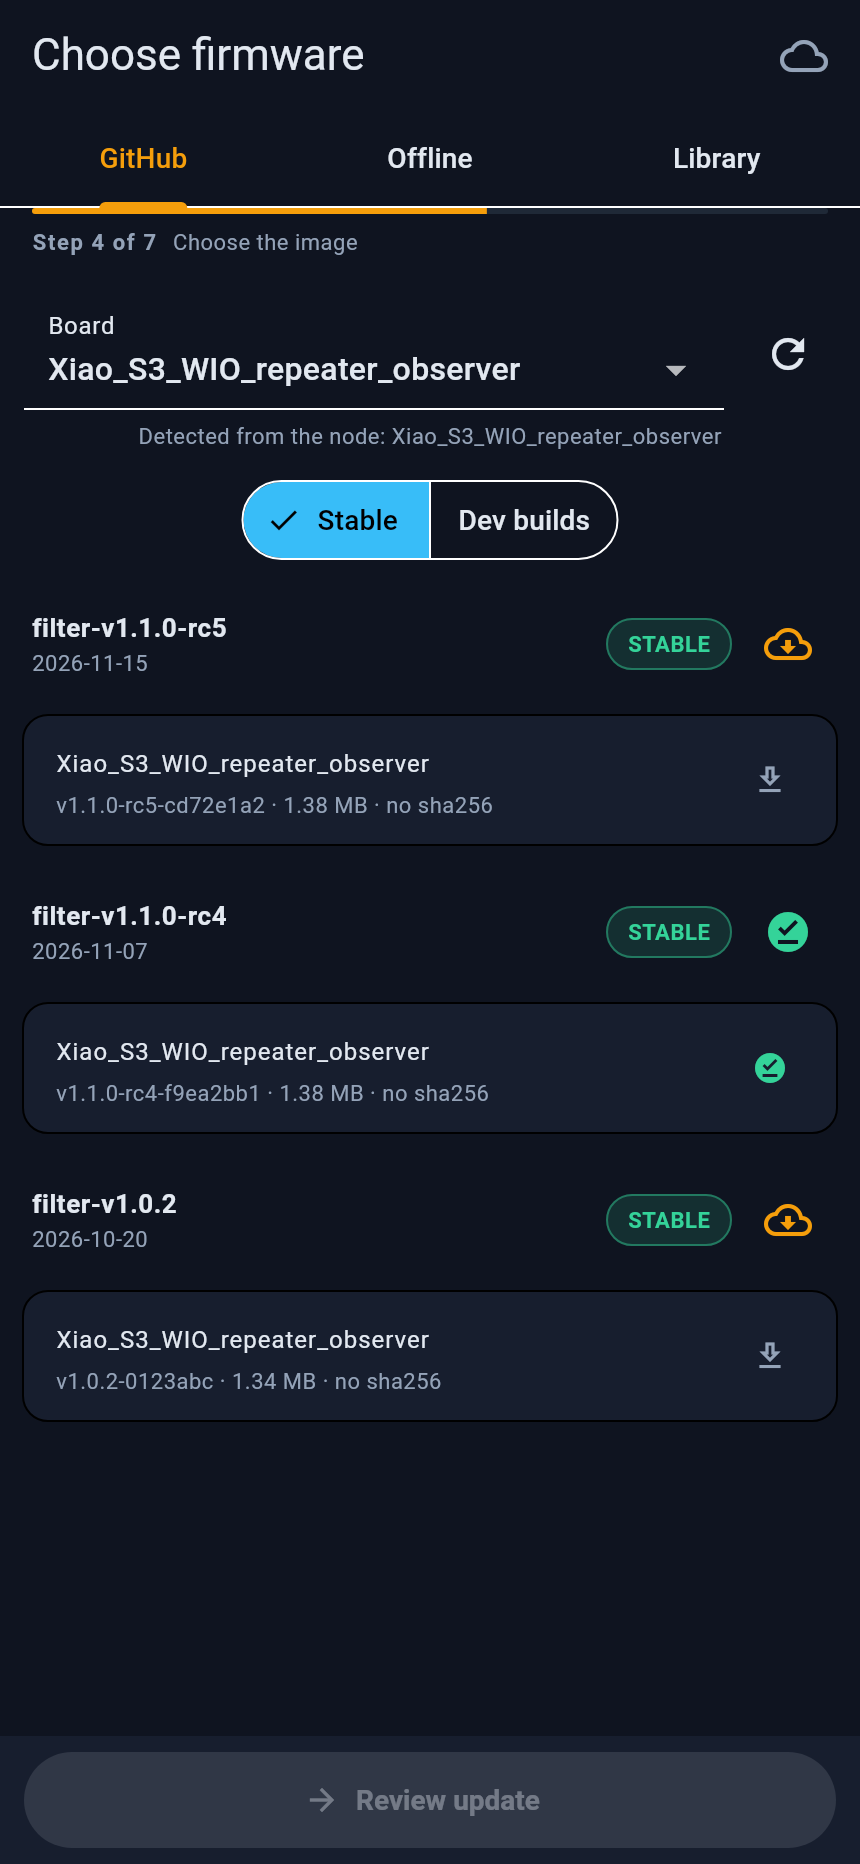 Choose firmware
GitHub
Offline
Library
Step 4 of 7 Choose the image
Board
Xiao_S3_WIO_repeater_observer
Detected from the node: Xiao_S3_WIO_repeater_observer
Stable
Dev builds
filter-v1.1.0-rc5
2026-11-15
STABLE
Xiao_S3_WIO_repeater_observer
v1.1.0-rc5-cd72e1a2 · 1.38 MB · no sha256
filter-v1.1.0-rc4
2026-11-07
STABLE
Xiao_S3_WIO_repeater_observer
v1.1.0-rc4-f9ea2bb1 · 1.38 MB · no sha256
filter-v1.0.2
2026-10-20
STABLE
Xiao_S3_WIO_repeater_observer
v1.0.2-0123abc · 1.34 MB · no sha256
Review update